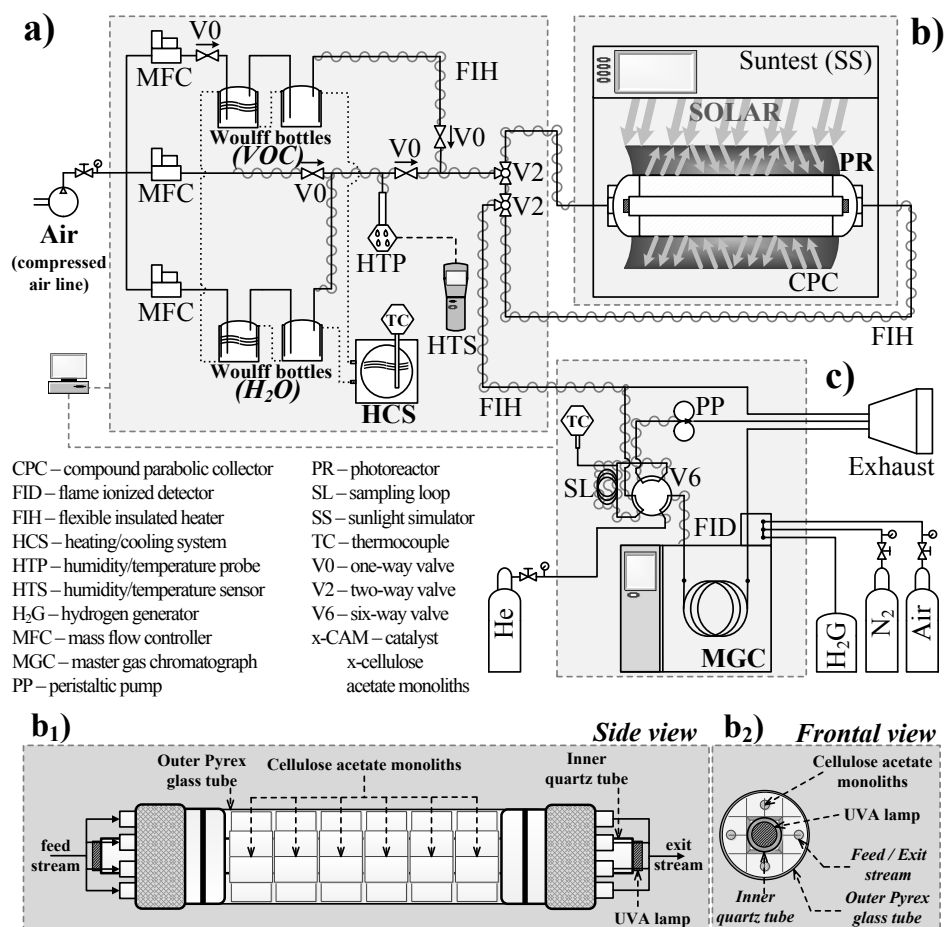 a)
V0
MFC
FIH
Woulff bottles
(VOC)
V0
V0
V0
MFC
V2
V2
Air
(compressed
air line)
HTP
MFC
HTS
TC
Woulff bottles
(H2O)
HCS
FIH
b)
Suntest (SS)
SOLAR
PR
CPC
FIH
c)
PP
TC
Exhaust
SL
V6
FID
He
MGC
H2G
N2
Air
CPC – compound parabolic collector
FID – flame ionized detector
FIH – flexible insulated heater
HCS – heating/cooling system
HTP – humidity/temperature probe
HTS – humidity/temperature sensor
H2G – hydrogen generator
MFC – mass flow controller
MGC – master gas chromatograph
PP – peristaltic pump
PR – photoreactor
SL – sampling loop
SS – sunlight simulator
TC – thermocouple
V0 – one-way valve
V2 – two-way valve
V6 – six-way valve
x-CAM – catalyst
x-cellulose
acetate monoliths
b1)
Side view
Outer Pyrex
glass tube
Cellulose acetate monoliths
Inner
quartz tube
feed
stream
exit
stream
UVA lamp
b2)
Frontal view
Cellulose acetate
monoliths
UVA lamp
Feed / Exit
stream
Inner
quartz tube
Outer Pyrex
glass tube